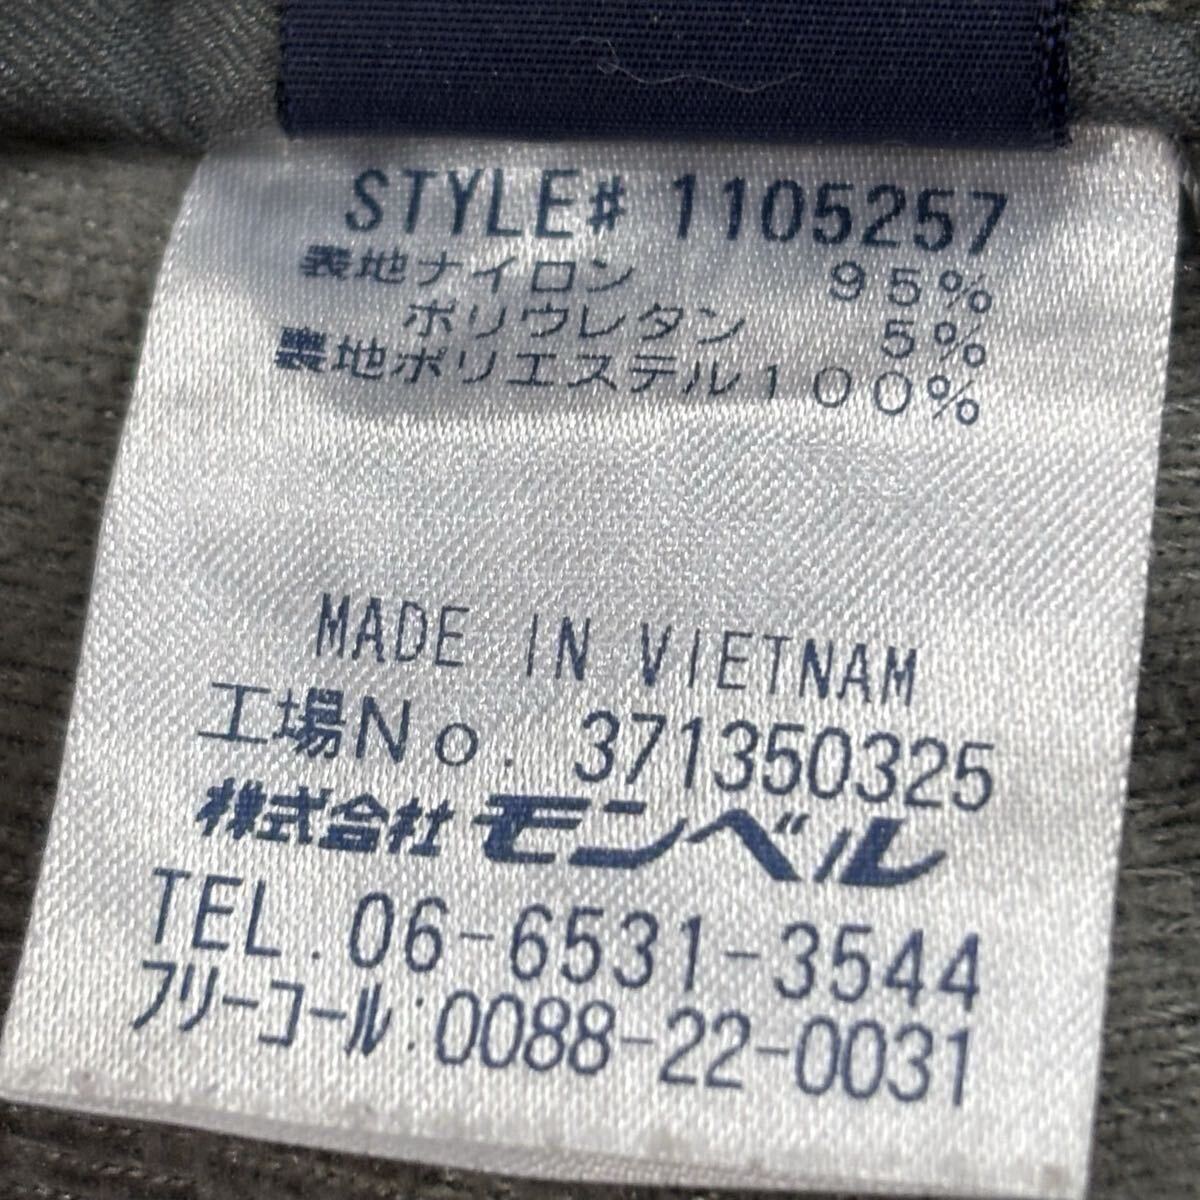 STYLE# 1105257
表地ナイロン 95%
ポリウレタン 5%
裏地ポリエステル100%
MADE IN VIETNAM
工場No. 371350325
株式会社モンベル
TEL. 06-6531-3544
フリーコール:0088-22-0031